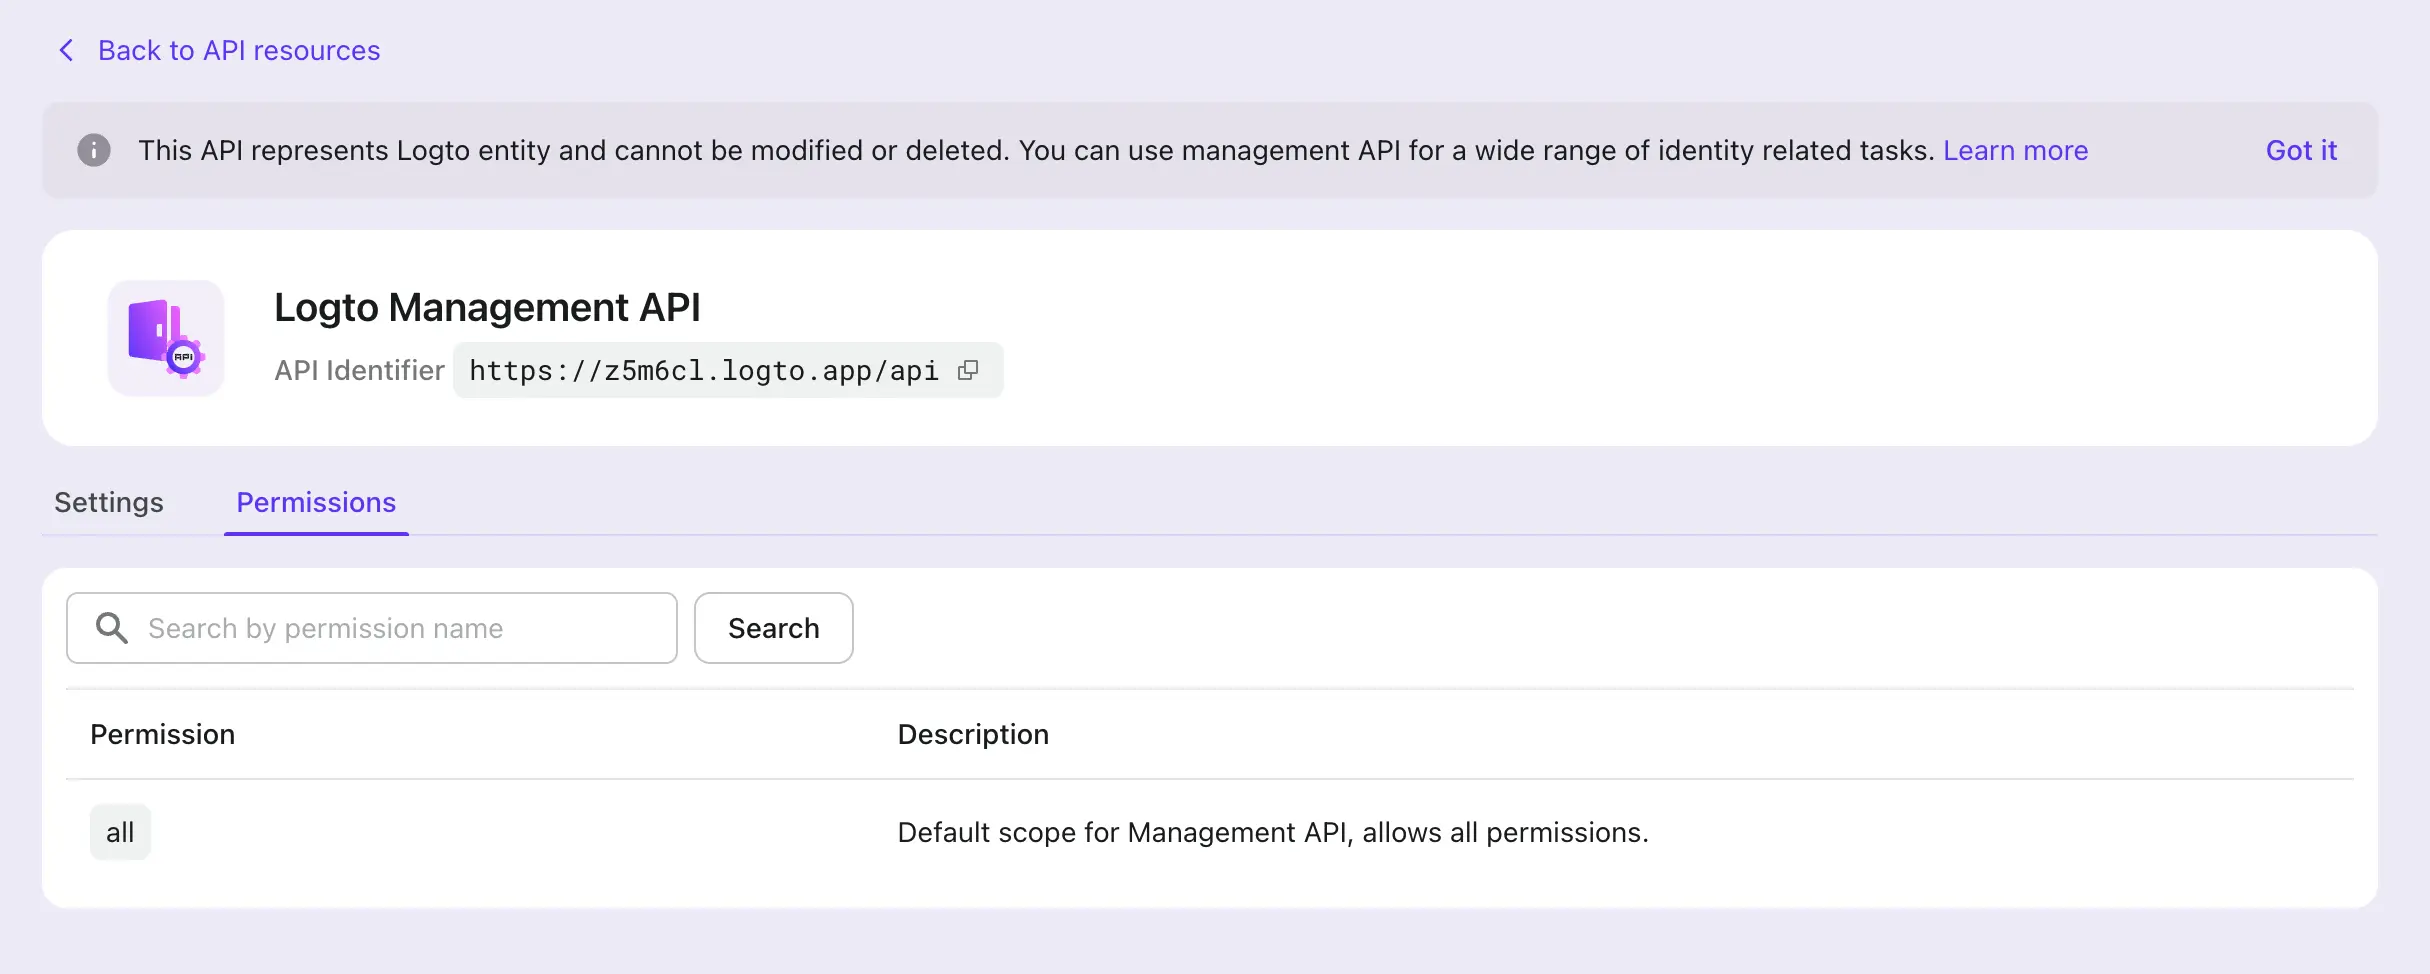 Back to API resources
This API represents Logto entity and cannot be modified or deleted. You can use management API for a wide range of identity related tasks. Learn more
Got it
API
Logto Management API
API Identifier https://z5m6cl.logto.app/api
Settings Permissions
Search by permission name Search
Permission Description
all Default scope for Management API, allows all permissions.